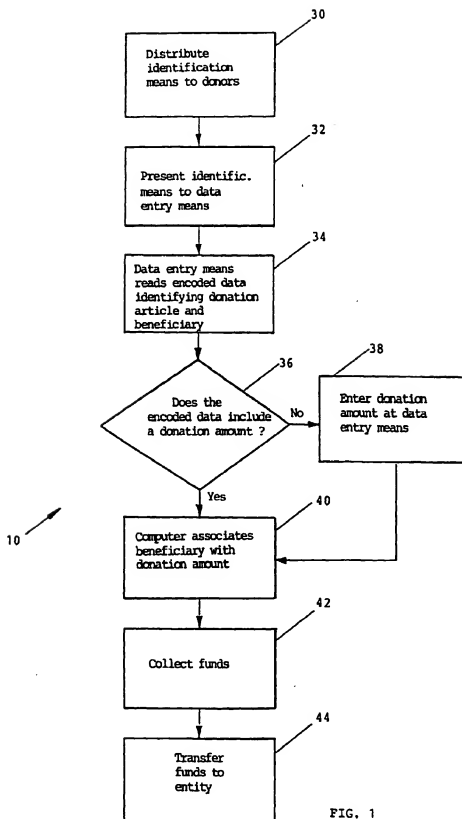 30
Distribute
identification
means to donors
32
Present identific.
means to data
entry means
34
Data entry means
reads encoded data
identifying donation
article and
beneficiary
36
38
Does the
encoded data include
a donation amount ?
No
Enter donation
amount at data
entry means
Yes
10
40
Computer associates
beneficiary with
donation amount
42
Collect funds
44
Transfer
funds to
entity
FIG. 1